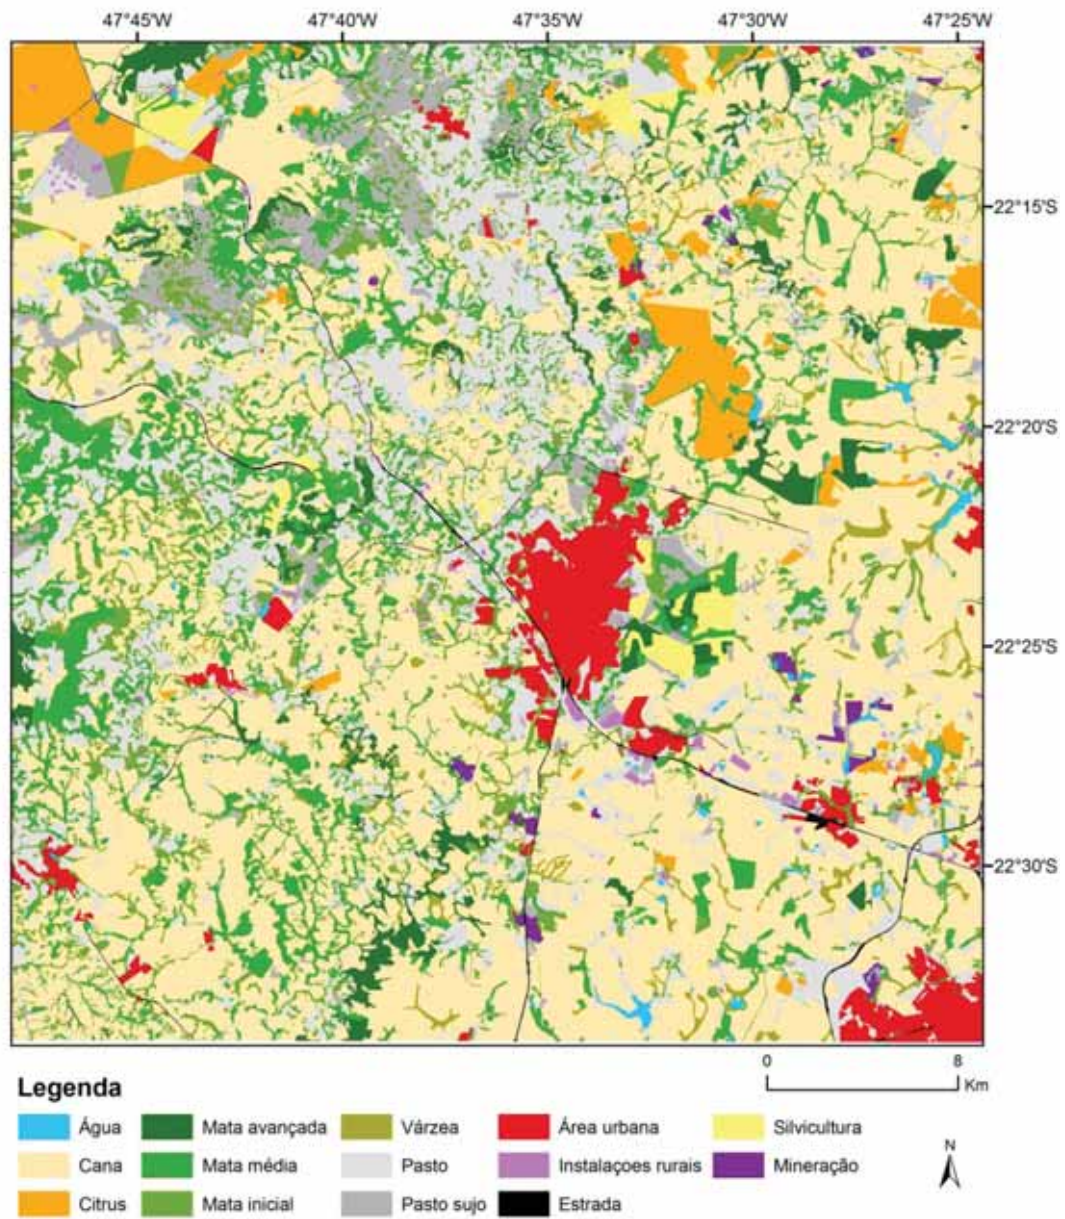 47°45'W 47°40'W 47°35'W 47°30'W 47°25'W
22°15'S
22°20'S
22°25'S
22°30'S
0 8
Km
Legenda
Água Mata avançada Várzea Área urbana Silvicultura
Cana Mata média Pasto Instalaçoes rurais Mineração
Citrus Mata inicial Pasto sujo Estrada
N